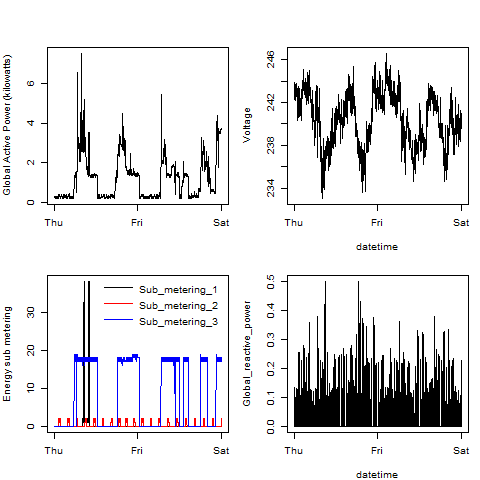 Global Active Power (kilowatts)
0 2 4 6
Thu Fri Sat
Voltage
234 238 242 246
Thu Fri Sat
datetime
Energy sub metering
0 10 20 30
Sub_metering_1
Sub_metering_2
Sub_metering_3
Thu Fri Sat
Global_reactive_power
0.0 0.1 0.2 0.3 0.4 0.5
Thu Fri Sat
datetime